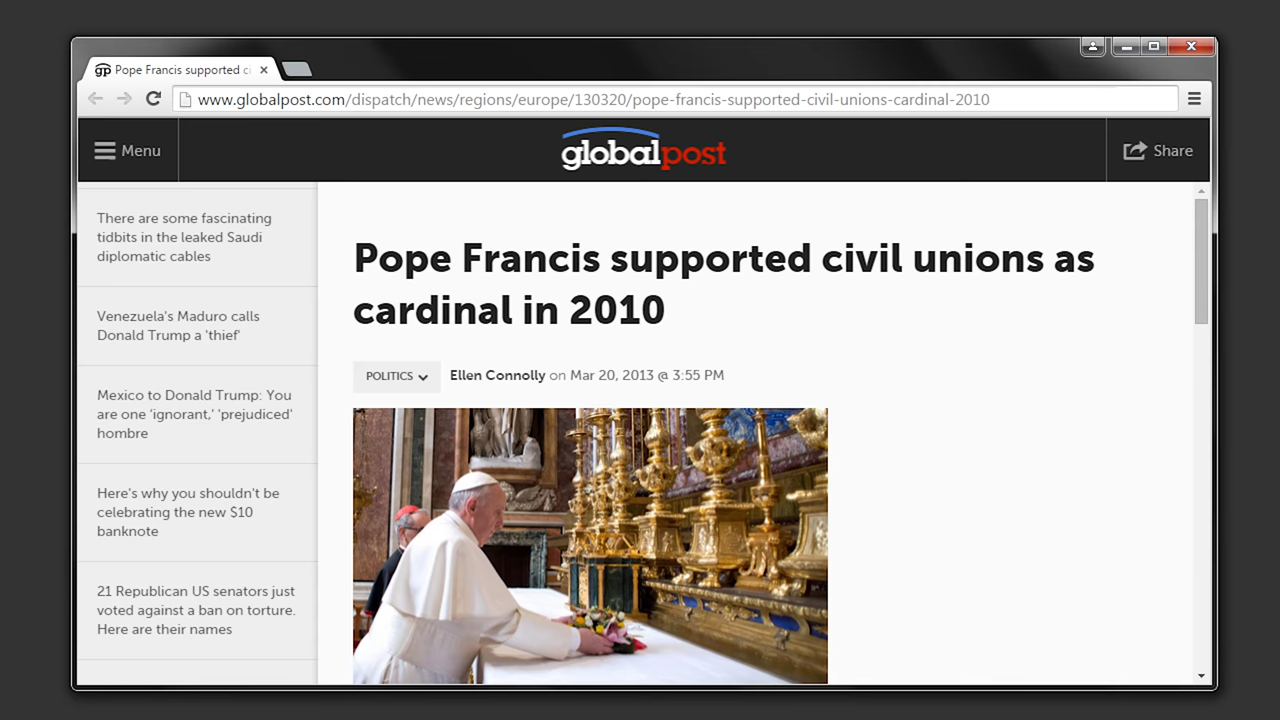 gp Pope Francis supported ci
www.globalpost.com/dispatch/news/regions/europe/130320/pope-francis-supported-civil-unions-cardinal-2010
Menu
globalpost
Share
There are some fascinating
tidbits in the leaked Saudi
diplomatic cables
Venezuela's Maduro calls
Donald Trump a 'thief'
Mexico to Donald Trump: You
are one 'ignorant,' 'prejudiced'
hombre
Here's why you shouldn't be
celebrating the new $10
banknote
21 Republican US senators just
voted against a ban on torture.
Here are their names
Pope Francis supported civil unions as
cardinal in 2010
POLITICS
Ellen Connolly on Mar 20, 2013 @ 3:55 PM